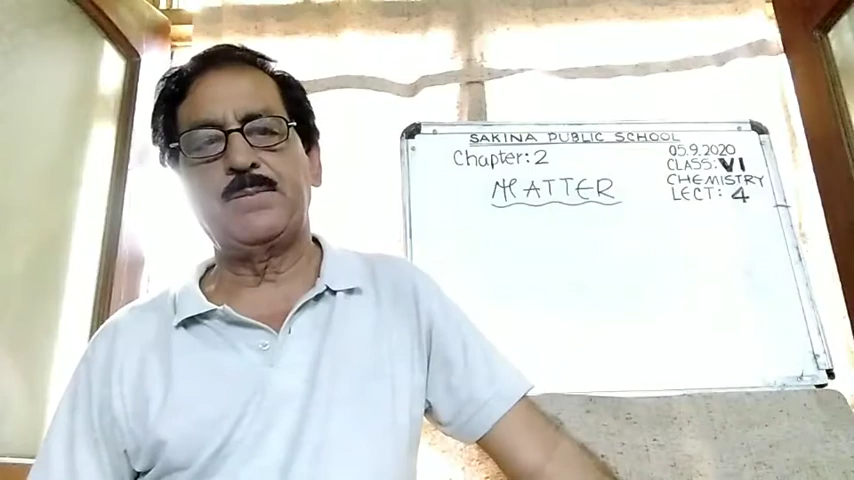 SAKINA PUBLIC SCHOOL
Chapter: 2
05.9.2020
CLASS: VI
CHEMISTRY
LECT: 4
MATTER